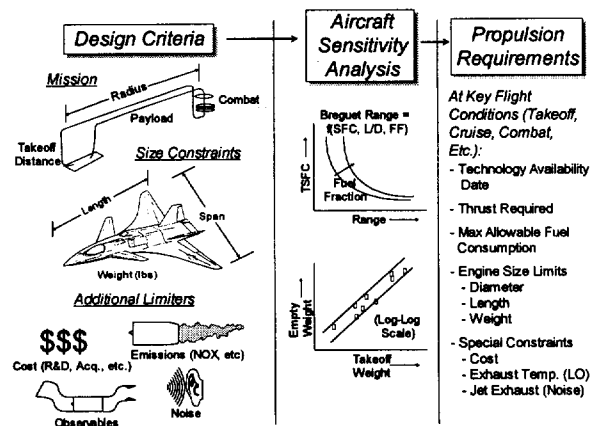 Design Criteria
Mission
Radius
Payload
Combat
Takeoff
Distance
Size Constraints
Length
Span
Weight (lbs)
Additional Limiters
$$$
Cost (R&D, Acq., etc.)
Emissions (NOX, etc)
Observables
Noise
Aircraft
Sensitivity
Analysis
Breguet Range =
f(SFC, L/D, FF)
TSFC
Fuel
Fraction
Range
Empty
Weight
(Log-Log
Scale)
Takeoff
Weight
Propulsion
Requirements
At Key Flight
Conditions (Takeoff,
Cruise, Combat,
Etc.):
- Technology Availability
Date
- Thrust Required
- Max Allowable Fuel
Consumption
- Engine Size Limits
- Diameter
- Length
- Weight
- Special Constraints
- Cost
- Exhaust Temp. (LO)
- Jet Exhaust (Noise)